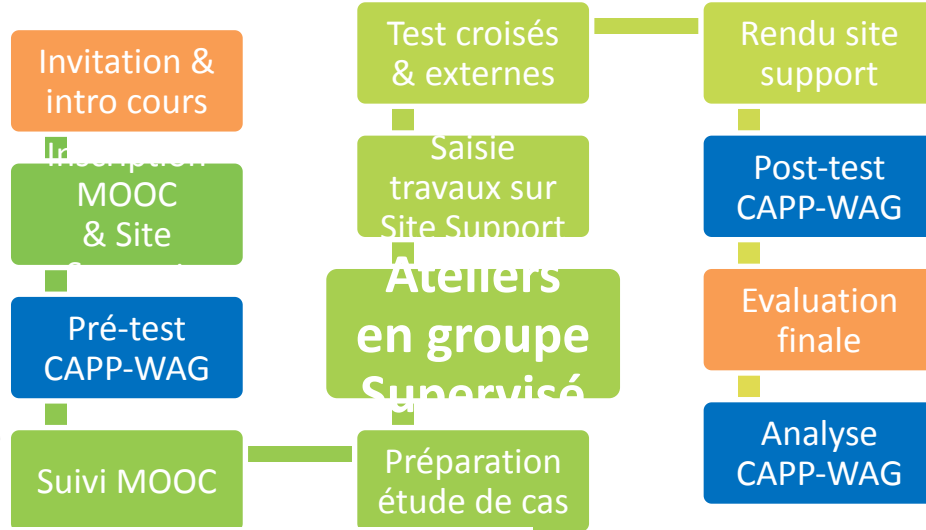 Invitation &
intro cours
Inscription
MOOC
& Site
Support
Pré-test
CAPP-WAG
Suivi MOOC
Préparation
étude de cas
Ateliers
en groupe
Supervisé
Saisie
travaux sur
Site Support
Test croisés
& externes
Rendu site
support
Post-test
CAPP-WAG
Evaluation
finale
Analyse
CAPP-WAG